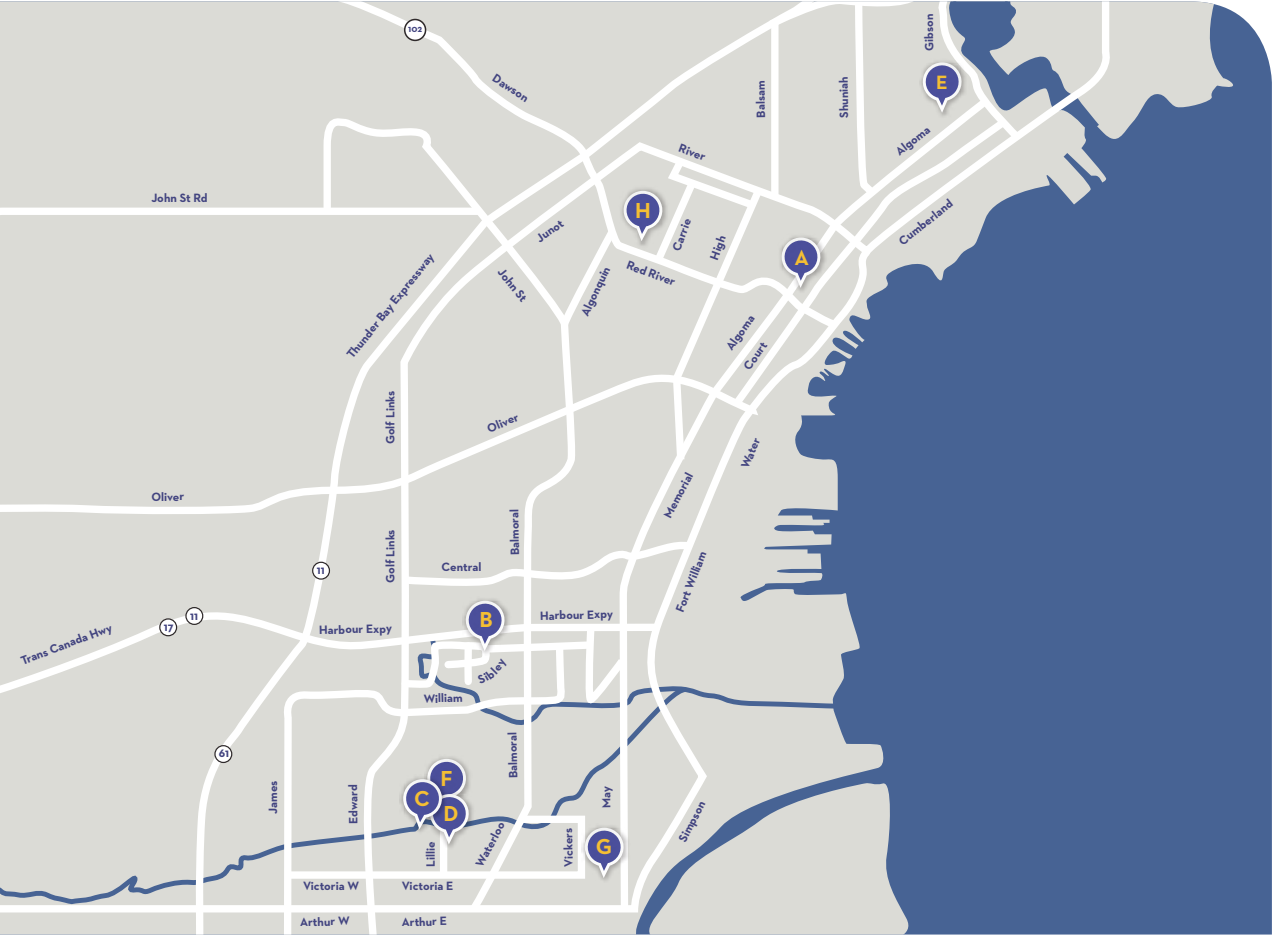 102
Gibson
Dawson
E
Balsam
Shuniah
Algoma
River
John St Rd
H
Cumberland
Junot
Carrie
High
A
Red River
John St
Algonquin
Thunder Bay Expressway
Algoma
Court
Golf Links
Oliver
Water
Oliver
Memorial
Balmoral
Golf Links
Central
11
Fort William
11
17
B
Harbour Expy
Harbour Expy
Trans Canada Hwy
Sibley
William
61
Balmoral
F
C
D
James
Edward
May
Simpson
Lillie
Waterloo
Vickers
G
Victoria W
Victoria E
Arthur W
Arthur E